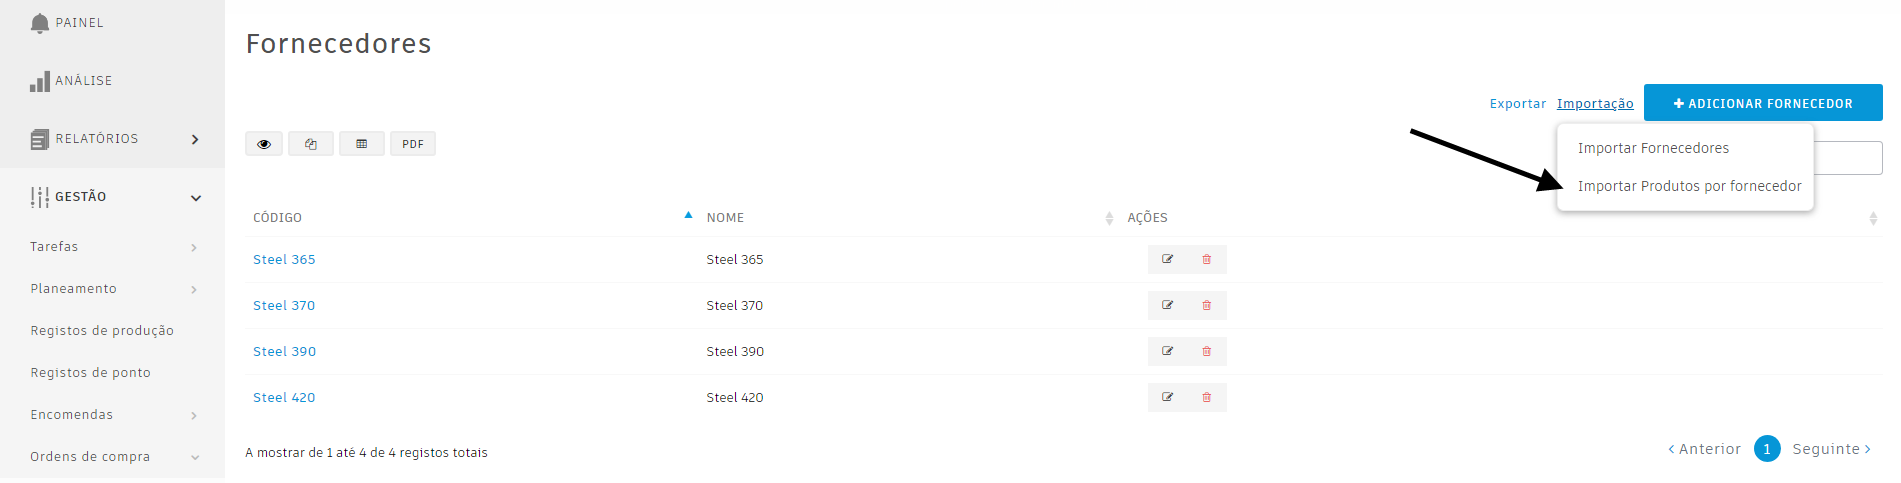 PAINEL
ANÁLISE
RELATÓRIOS
GESTÃO
Tarefas
Planeamento
Registos de produção
Registos de ponto
Encomendas
Ordens de compra
Fornecedores
Exportar Importação ADICIONAR FORNECEDOR
Importar Fornecedores
Importar Produtos por fornecedor
PDF
CÓDIGO NOME AÇÕES
Steel 365 Steel 365
Steel 370 Steel 370
Steel 390 Steel 390
Steel 420 Steel 420
A mostrar de 1 até 4 de 4 registos totais
Anterior 1 Seguinte